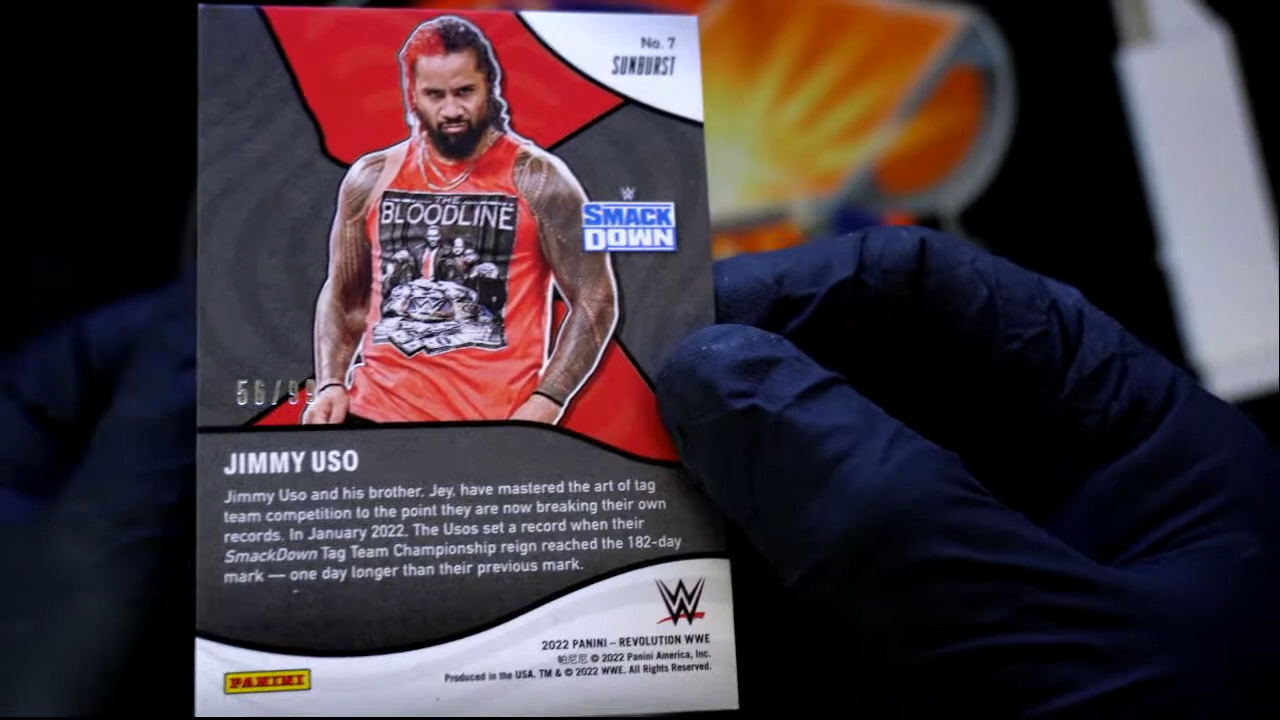 No. 7
SUNBURST
THE
BLOODLINE
W
SMACK
DOWN
56/99
JIMMY USO
Jimmy Uso and his brother, Jey, have mastered the art of tag
team competition to the point they are now breaking their own
records. In January 2022, The Usos set a record when their
SmackDown Tag Team Championship reign reached the 182-day
mark — one day longer than their previous mark.
W
2022 PANINI – REVOLUTION WWE
帕尼尼 © 2022 Panini America, Inc.
Produced in the USA. TM & © 2022 WWE. All Rights Reserved.
PANINI